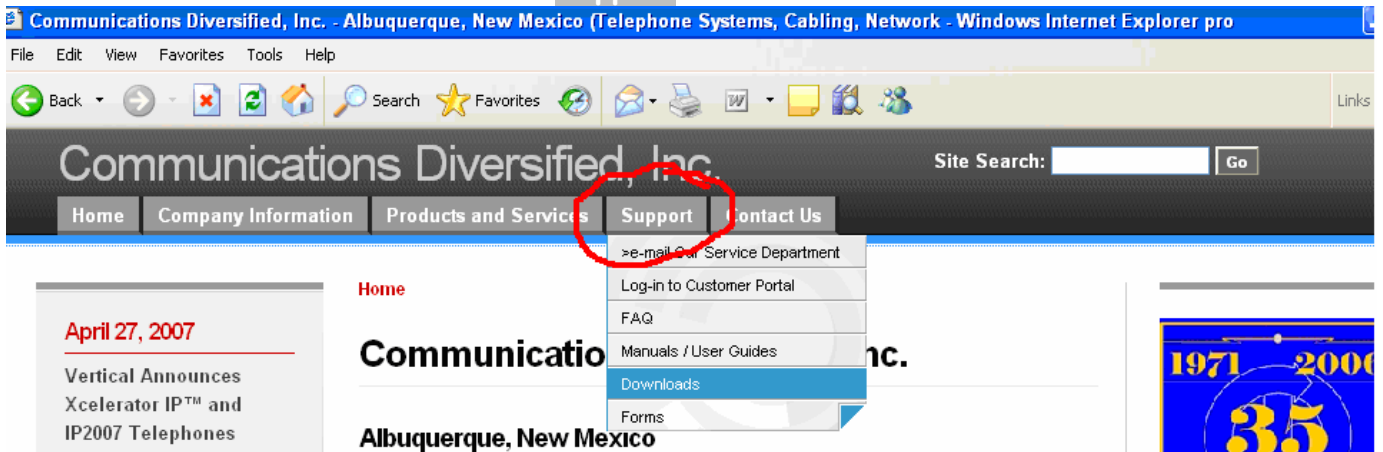 Communications Diversified, Inc. - Albuquerque, New Mexico (Telephone Systems, Cabling, Network - Windows Internet Explorer pro
File Edit View Favorites Tools Help
Back Search Favorites Links
Communications Diversified, Inc.
Site Search: Go
Home Company Information Products and Services Support Contact Us
>e-mail Our Service Department
Log-in to Customer Portal
FAQ
Manuals / User Guides
Downloads
Forms
Home
April 27, 2007
Vertical Announces
Xcelerator IP™ and
IP2007 Telephones
Communicatio nc.
Albuquerque, New Mexico
1971 2006
35